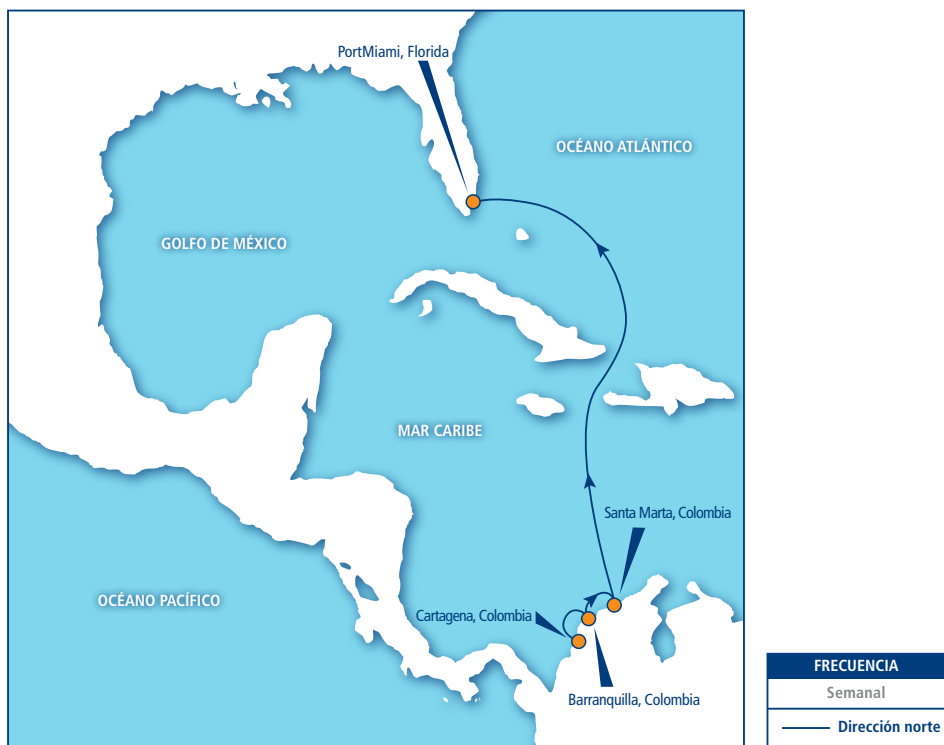 PortMiami, Florida
OCÉANO ATLÁNTICO
GOLFO DE MÉXICO
MAR CARIBE
Santa Marta, Colombia
OCÉANO PACÍFICO
Cartagena, Colombia
Barranquilla, Colombia
FRECUENCIA
Semanal
Dirección norte